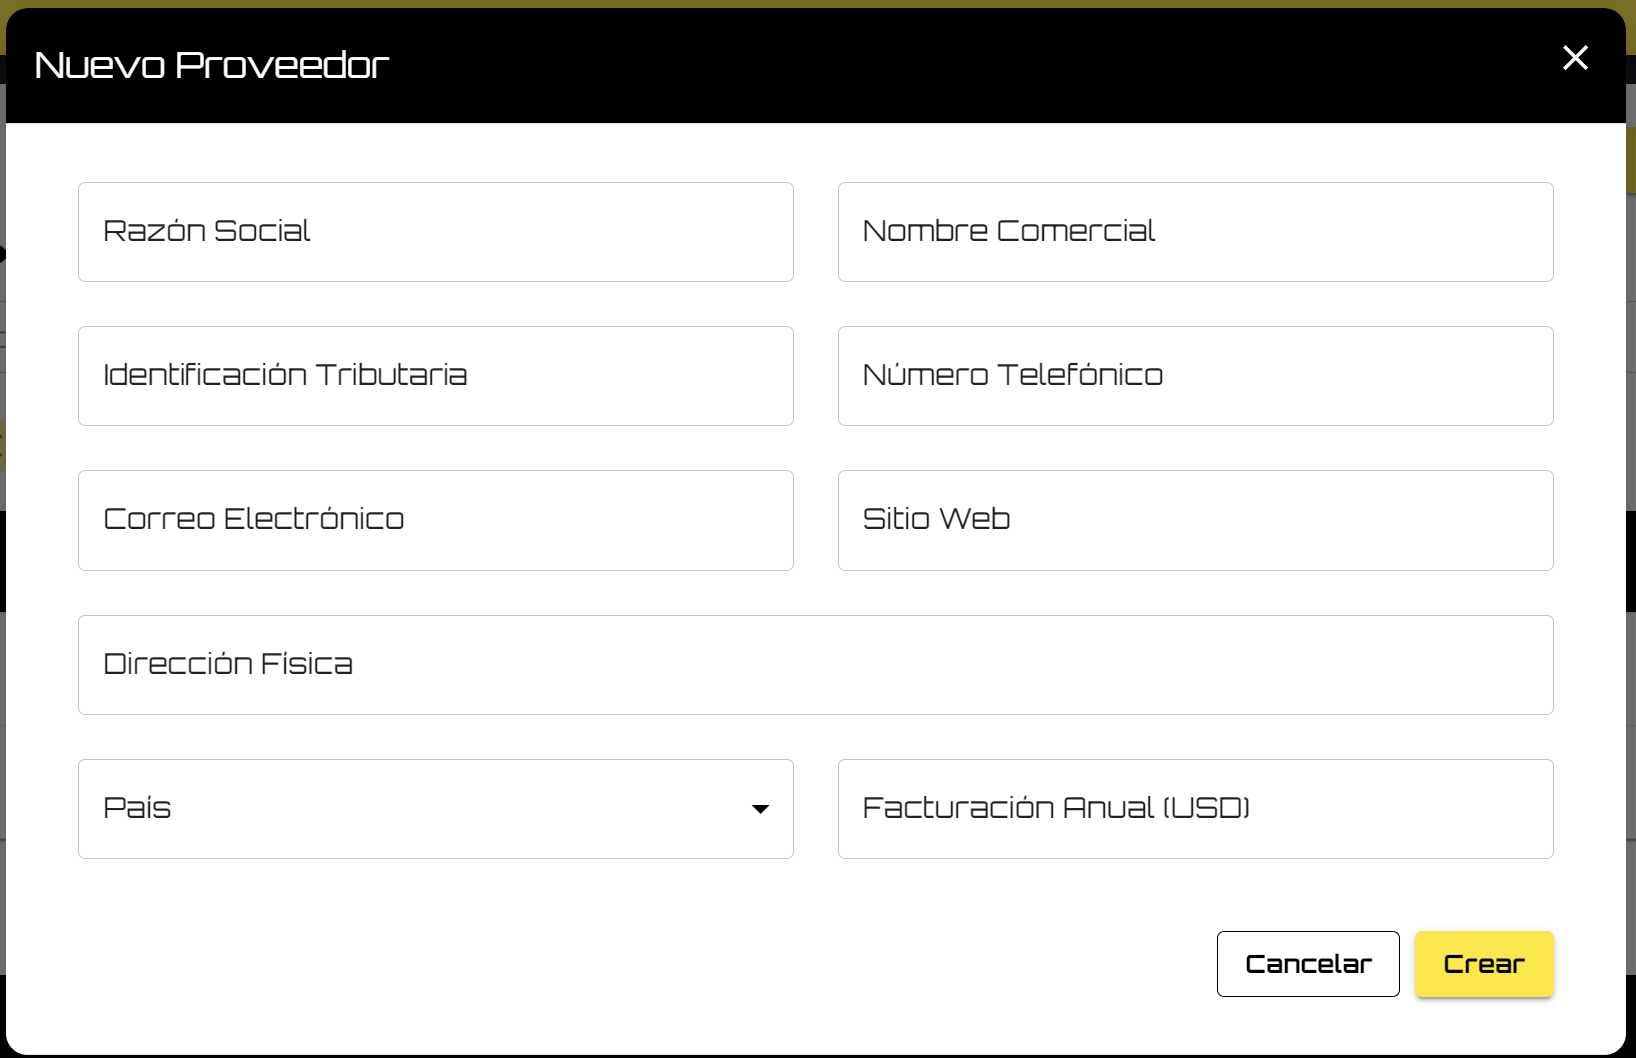 Nuevo Proveedor
Razón Social
Nombre Comercial
Identificación Tributaria
Número Telefónico
Correo Electrónico
Sitio Web
Dirección Física
País
Facturación Anual (USD)
Cancelar
Crear